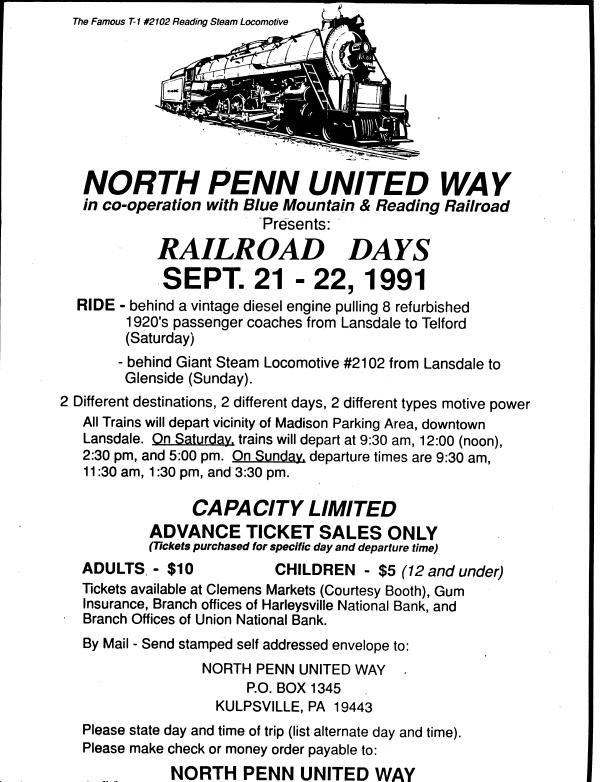 The Famous T-1 #2102 Reading Steam Locomotive
NORTH PENN UNITED WAY
in co-operation with Blue Mountain & Reading Railroad
Presents:
RAILROAD DAYS
SEPT. 21 - 22, 1991
RIDE - behind a vintage diesel engine pulling 8 refurbished
1920's passenger coaches from Lansdale to Telford
(Saturday)
- behind Giant Steam Locomotive #2102 from Lansdale to
Glenside (Sunday).
2 Different destinations, 2 different days, 2 different types motive power
All Trains will depart vicinity of Madison Parking Area, downtown
Lansdale. On Saturday, trains will depart at 9:30 am, 12:00 (noon),
2:30 pm, and 5:00 pm. On Sunday, departure times are 9:30 am,
11:30 am, 1:30 pm, and 3:30 pm.
CAPACITY LIMITED
ADVANCE TICKET SALES ONLY
(Tickets purchased for specific day and departure time)
ADULTS - $10 CHILDREN - $5 (12 and under)
Tickets available at Clemens Markets (Courtesy Booth), Gum
Insurance, Branch offices of Harleysville National Bank, and
Branch Offices of Union National Bank.
By Mail - Send stamped self addressed envelope to:
NORTH PENN UNITED WAY
P.O. BOX 1345
KULPSVILLE, PA 19443
Please state day and time of trip (list alternate day and time).
Please make check or money order payable to:
NORTH PENN UNITED WAY